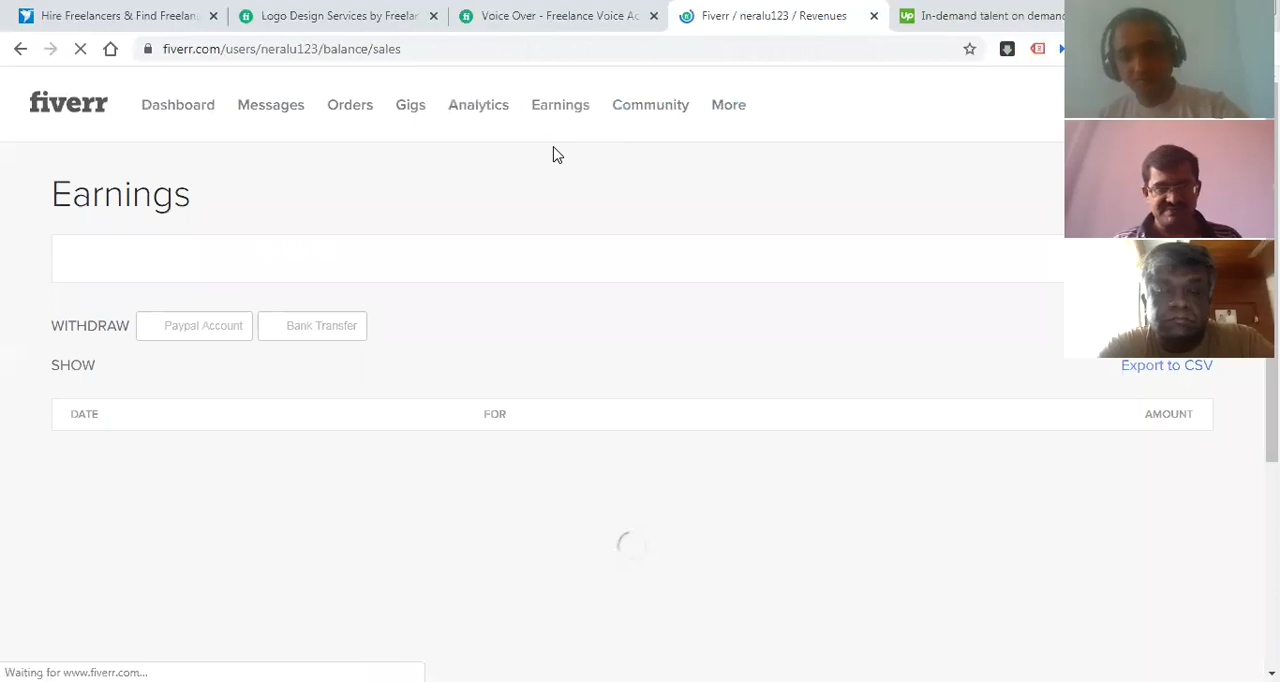 Hire Freelancers & Find Freelan
Logo Design Services by Freelan
Voice Over - Freelance Voice Ac
Fiverr / neralu123 / Revenues
Up In-demand talent on demand
fiverr.com/users/neralu123/balance/sales
fiverr Dashboard Messages Orders Gigs Analytics Earnings Community More
Earnings
WITHDRAW Paypal Account Bank Transfer
SHOW Export to CSV
DATE FOR AMOUNT
Waiting for www.fiverr.com...